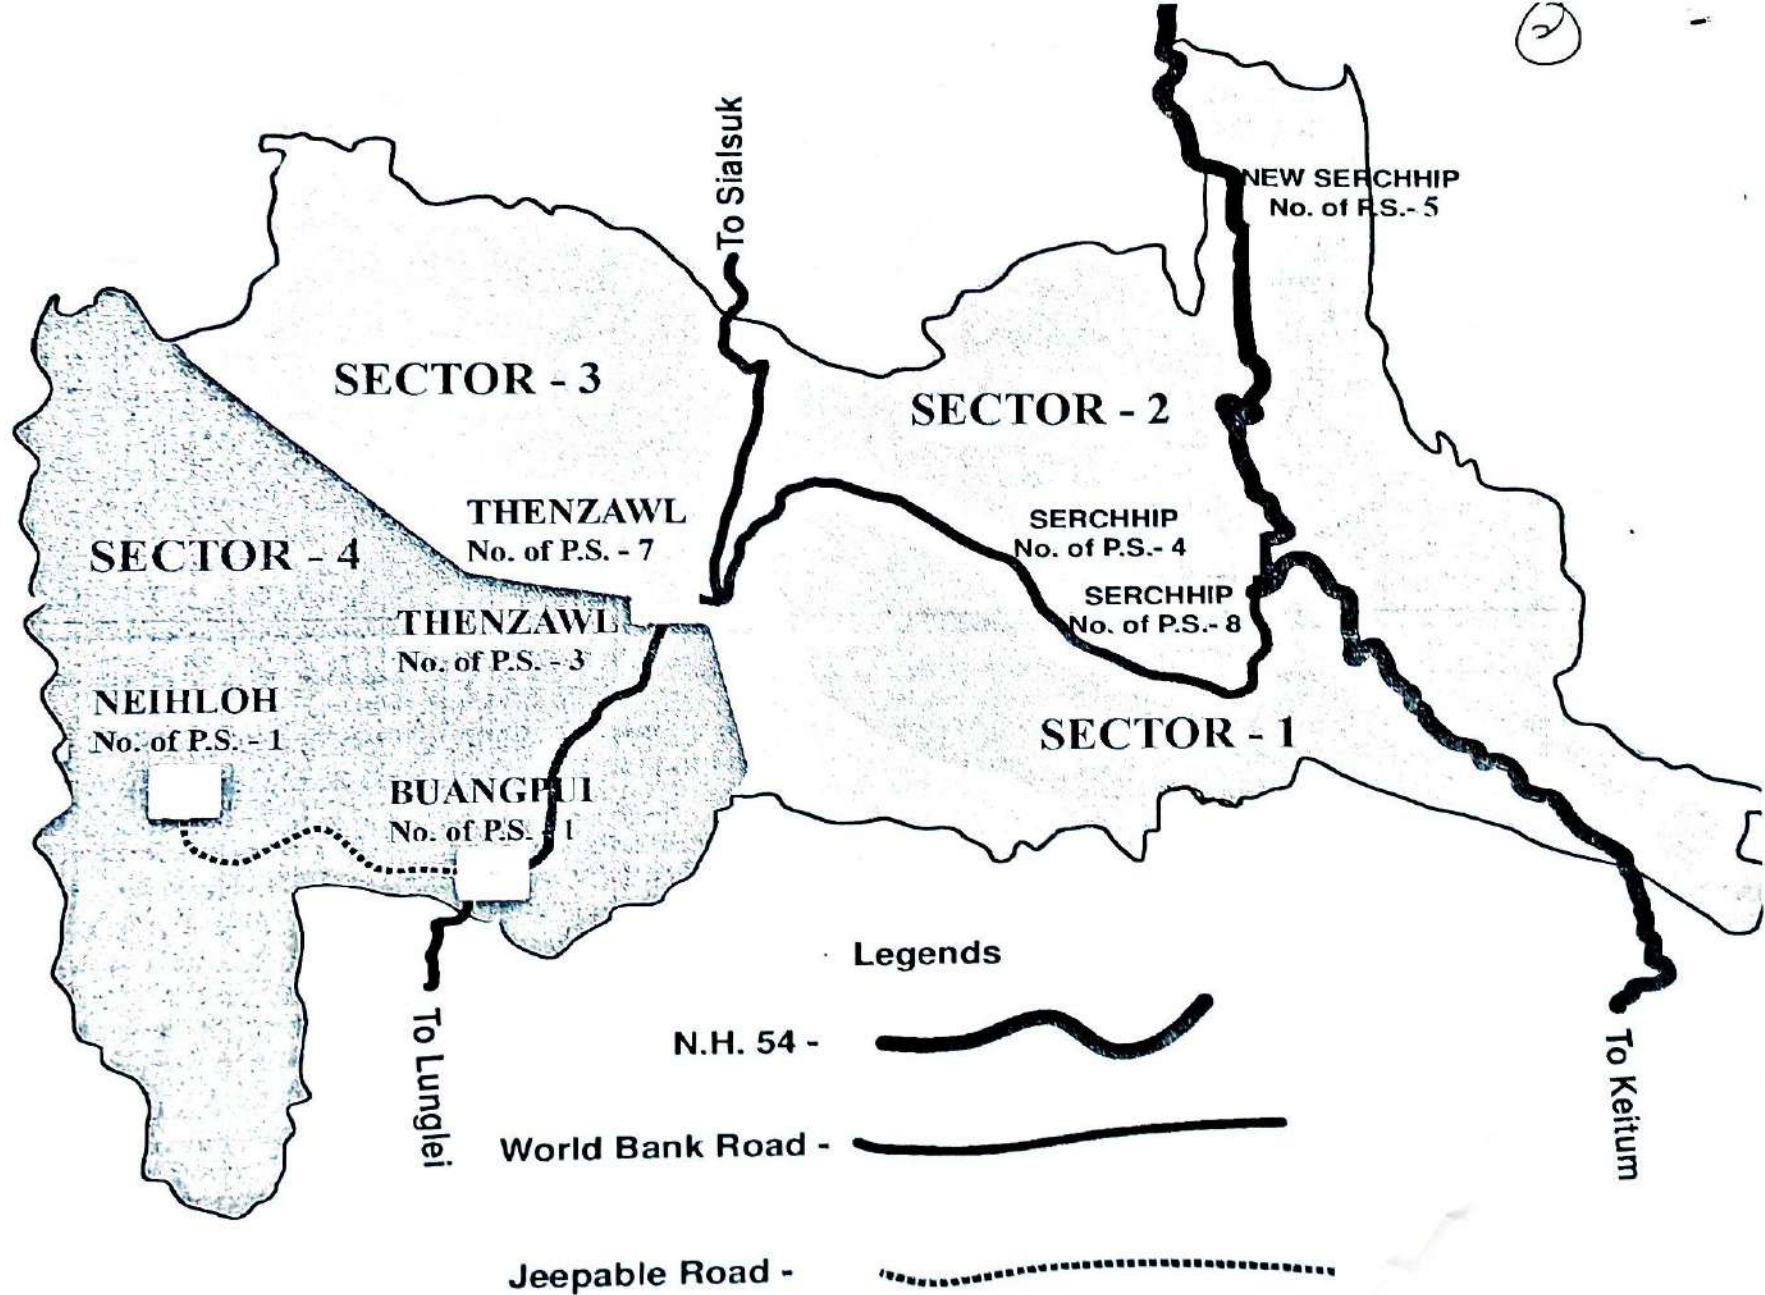 2
To Sialsuk
NEW SERCHHIP
No. of P.S.- 5
SECTOR - 3
SECTOR - 2
THENZAWL
No. of P.S. - 7
SERCHHIP
No. of P.S.- 4
SECTOR - 4
SERCHHIP
No. of P.S.- 8
THENZAWL
No. of P.S. - 3
NEIHLOH
No. of P.S. - 1
SECTOR - 1
BUANGPUI
No. of P.S. - 1
Legends
N.H. 54 -
To Lunglei
To Keitum
World Bank Road -
Jeepable Road -